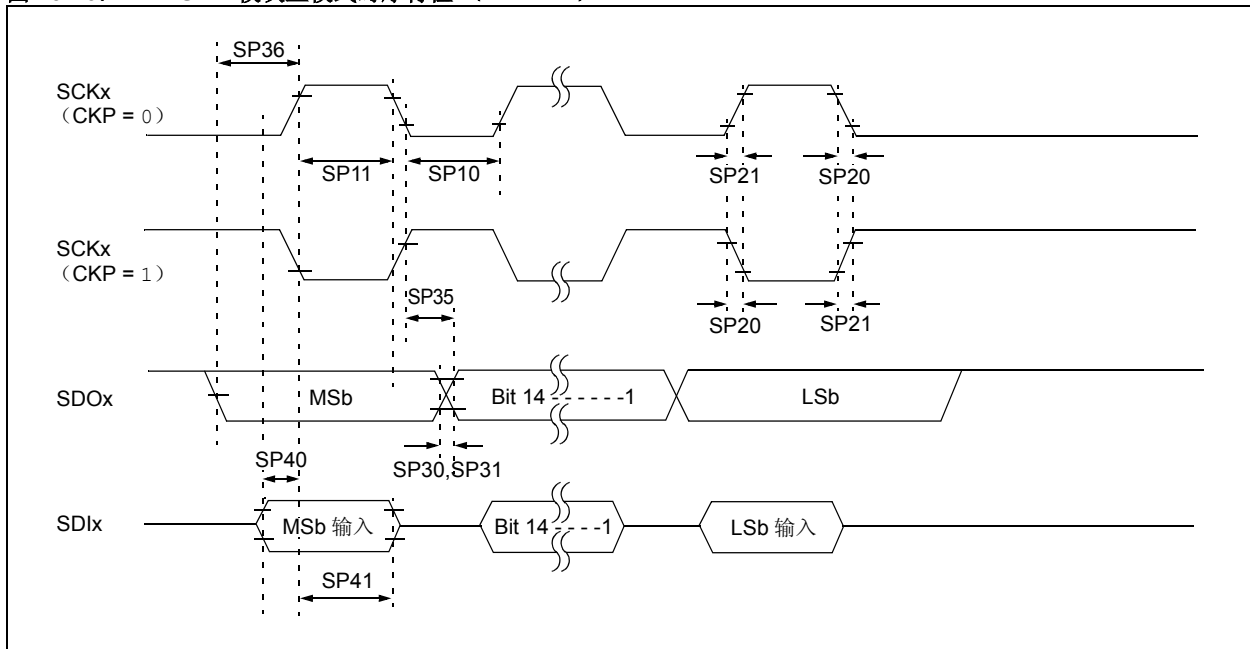 SP36
SCKx
（CKP = 0）
SP11
SP10
SP21
SP20
SCKx
（CKP = 1）
SP35
SP20
SP21
SDOx
MSb
Bit 14 - - - - - -1
LSb
SP40
SP30,SP31
SDIx
MSb 输入
Bit 14 - - - -1
LSb 输入
SP41